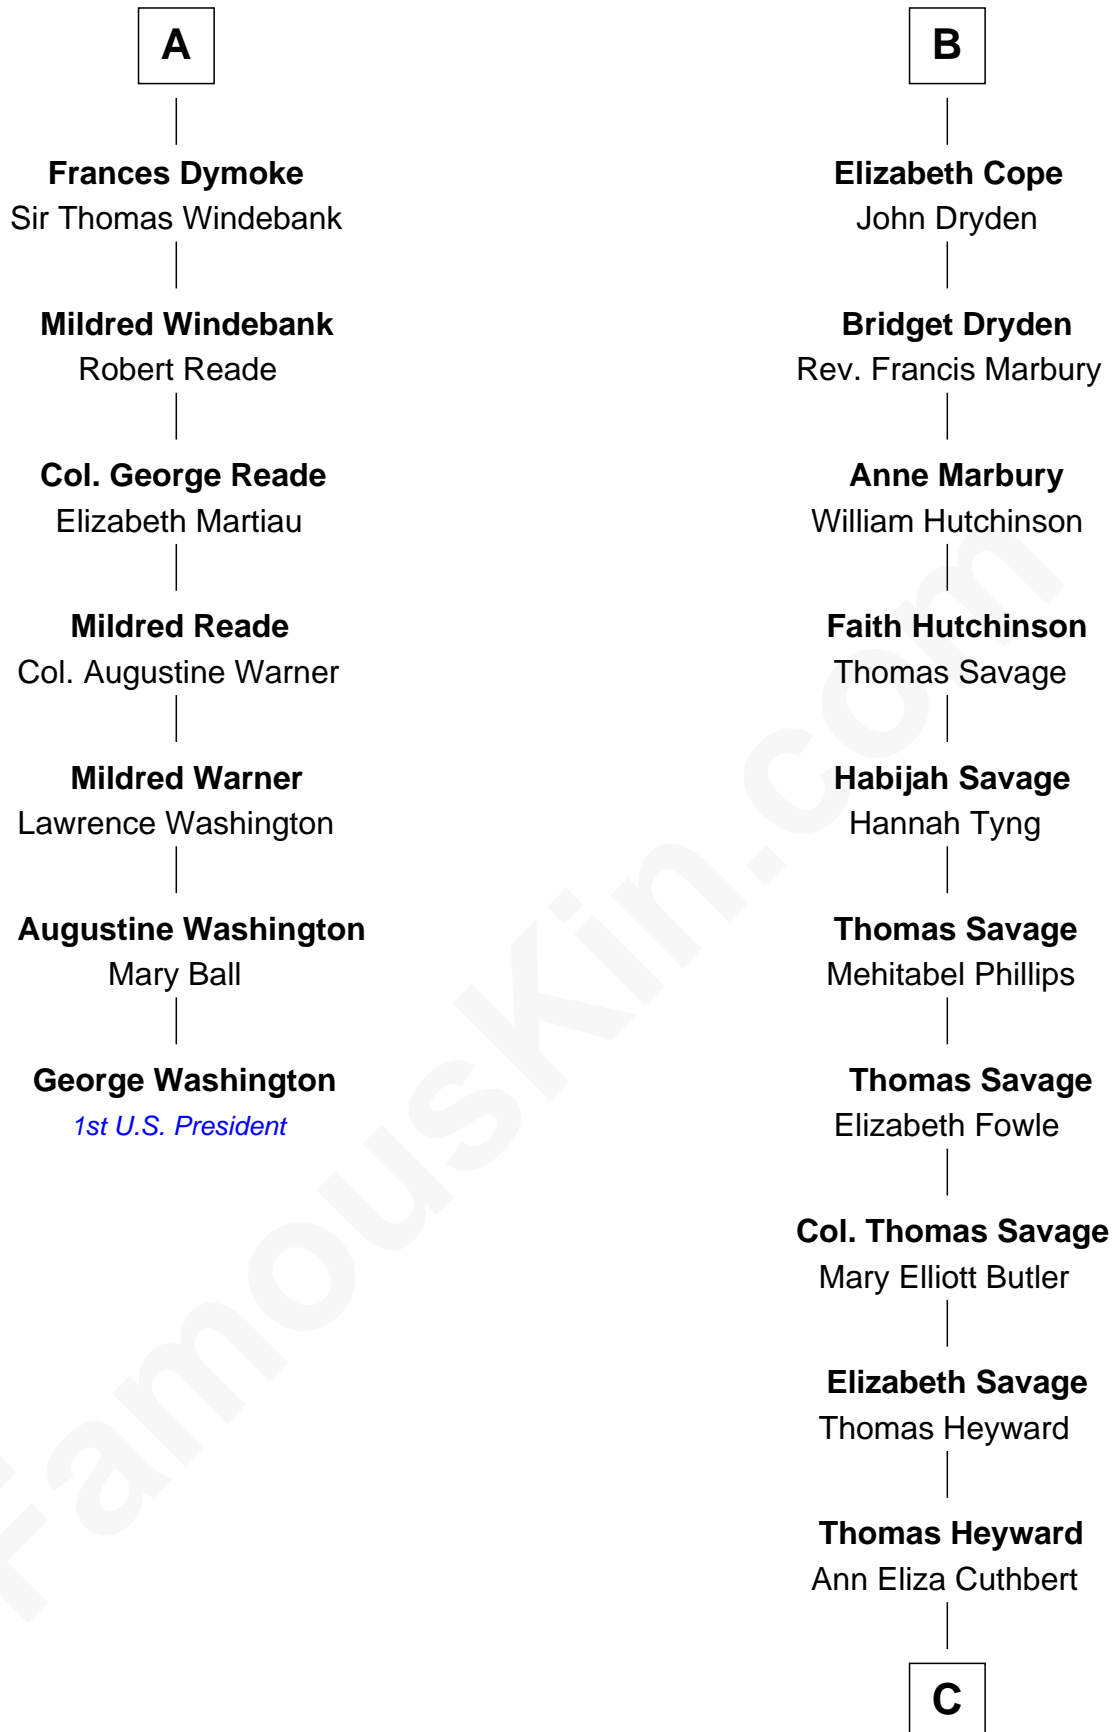 A
Frances Dymoke
Sir Thomas Windebank
Mildred Windebank
Robert Reade
Col. George Reade
Elizabeth Martiau
Mildred Reade
Col. Augustine Warner
Mildred Warner
Lawrence Washington
Augustine Washington
Mary Ball
George Washington
1st U.S. President
B
Elizabeth Cope
John Dryden
Bridget Dryden
Rev. Francis Marbury
Anne Marbury
William Hutchinson
Faith Hutchinson
Thomas Savage
Habijah Savage
Hannah Tyng
Thomas Savage
Mehitabel Phillips
Thomas Savage
Elizabeth Fowle
Col. Thomas Savage
Mary Elliott Butler
Elizabeth Savage
Thomas Heyward
Thomas Heyward
Ann Eliza Cuthbert
C
FamousKin.com